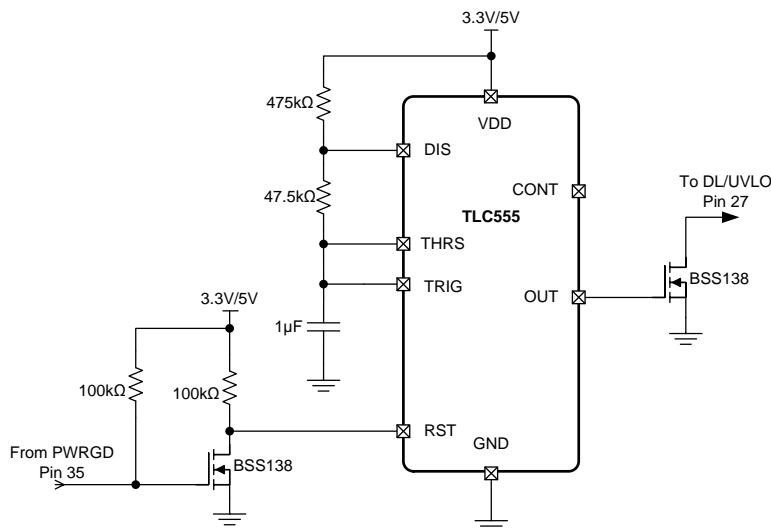 3.3V/5V
475kΩ
VDD
DIS
To DL/UVLO
Pin 27
CONT
47.5kΩ
TLC555
THRS
BSS138
TRIG
OUT
3.3V/5V
1µF
100kΩ
100kΩ
RST
GND
From PWRGD
Pin 35
BSS138